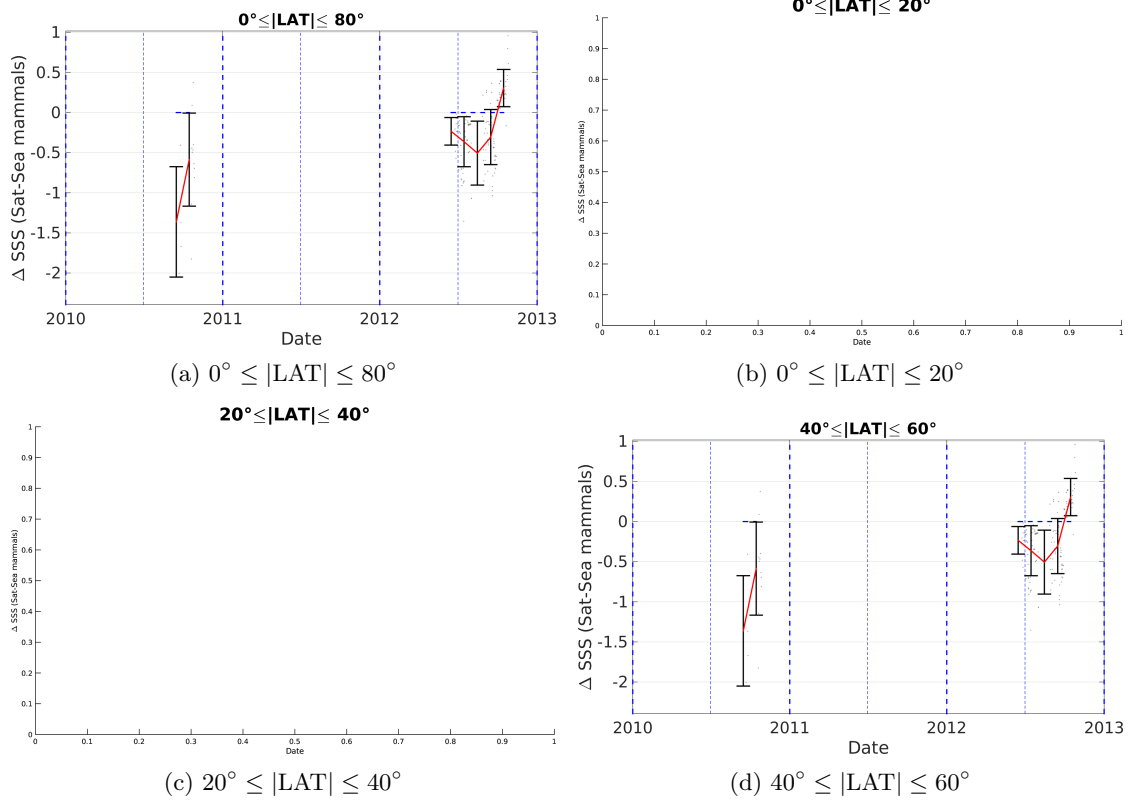 0°≤|LAT|≤ 80°
Δ SSS (Sat-Sea mammals)
1
0.5
0
-0.5
-1
-1.5
-2
2010 2011 2012 2013
Date
(a) 0° ≤ |LAT| ≤ 80°
0°≤|LAT|≤ 20°
Δ SSS (Sat-Sea mammals)
1
0.9
0.8
0.7
0.6
0.5
0.4
0.3
0.2
0.1
0
0 0.1 0.2 0.3 0.4 0.5 0.6 0.7 0.8 0.9 1
Date
(b) 0° ≤ |LAT| ≤ 20°
20°≤|LAT|≤ 40°
Δ SSS (Sat-Sea mammals)
1
0.9
0.8
0.7
0.6
0.5
0.4
0.3
0.2
0.1
0
0 0.1 0.2 0.3 0.4 0.5 0.6 0.7 0.8 0.9 1
Date
(c) 20° ≤ |LAT| ≤ 40°
40°≤|LAT|≤ 60°
Δ SSS (Sat-Sea mammals)
1
0.5
0
-0.5
-1
-1.5
-2
2010 2011 2012 2013
Date
(d) 40° ≤ |LAT| ≤ 60°